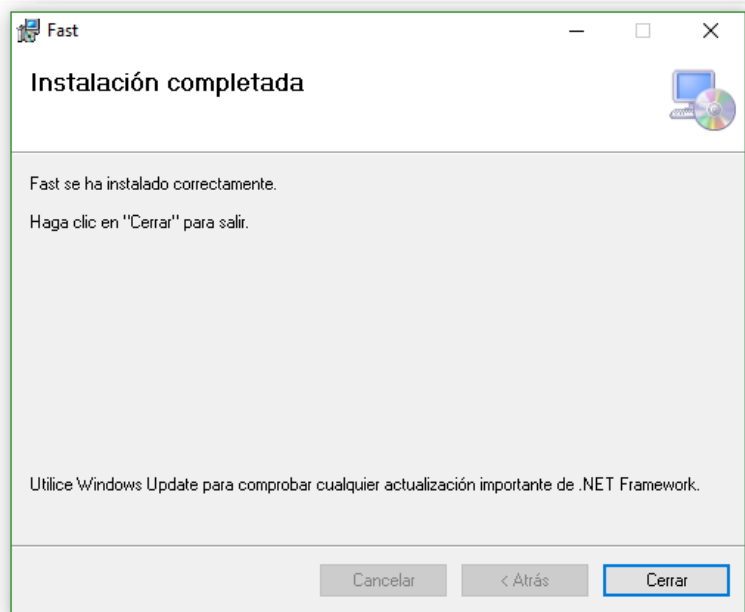 Fast
Instalación completada
Fast se ha instalado correctamente.
Haga clic en "Cerrar" para salir.
Utilice Windows Update para comprobar cualquier actualización importante de .NET Framework.
Cancelar
< Atrás
Cerrar